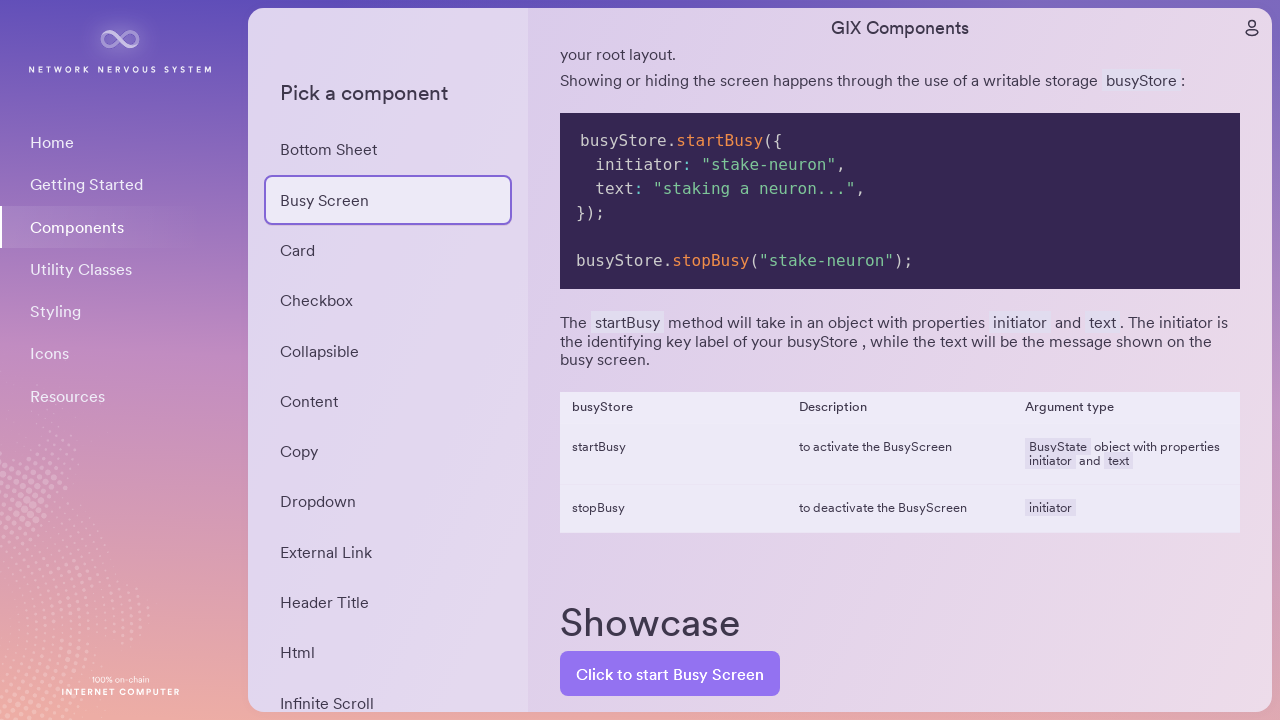 NETWORK NERVOUS SYSTEM
Home
Getting Started
Components
Utility Classes
Styling
Icons
Resources
100% on-chain
INTERNET COMPUTER
Pick a component
Bottom Sheet
Busy Screen
Card
Checkbox
Collapsible
Content
Copy
Dropdown
External Link
Header Title
Html
Infinite Scroll
GIX Components
your root layout.
Showing or hiding the screen happens through the use of a writable storage busyStore :
busyStore.startBusy({
  initiator: "stake-neuron",
  text: "staking a neuron...",
});
busyStore.stopBusy("stake-neuron");
The startBusy method will take in an object with properties initiator and text . The initiator is
the identifying key label of your busyStore , while the text will be the message shown on the
busy screen.
busyStore Description Argument type
startBusy to activate the BusyScreen BusyState object with properties
initiator and text
stopBusy to deactivate the BusyScreen initiator
Showcase
Click to start Busy Screen